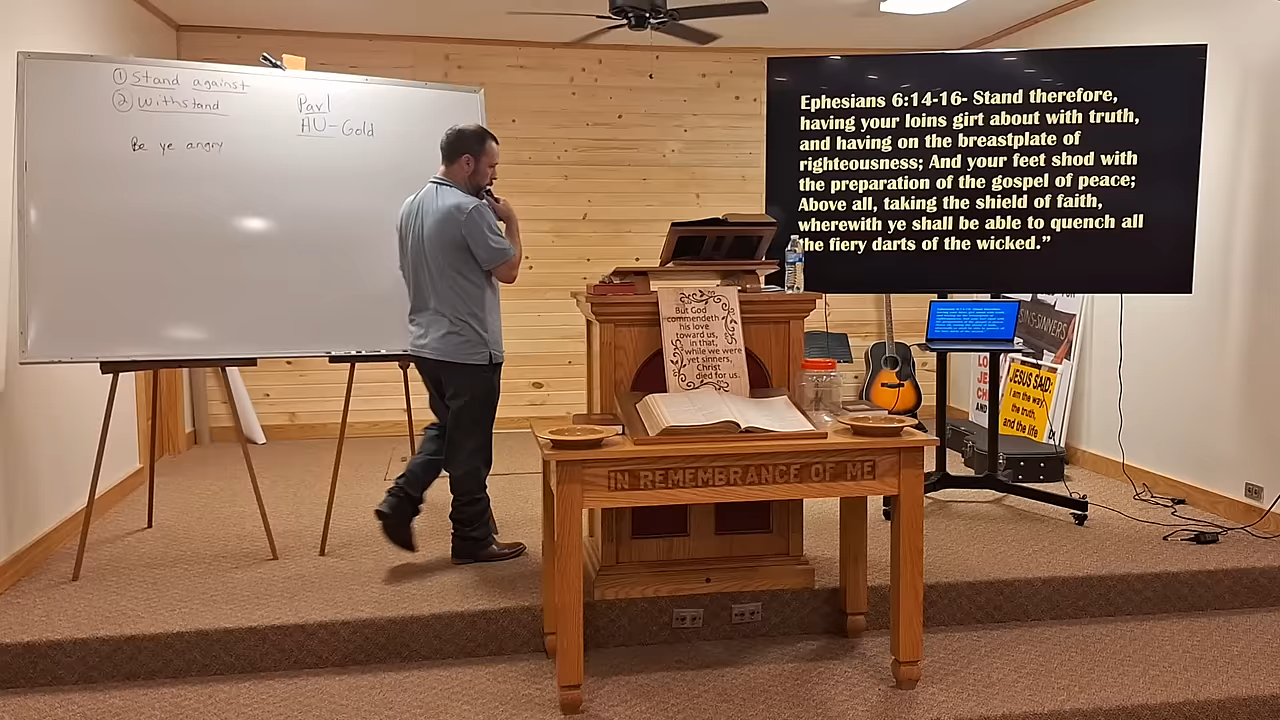 ① Stand against
② Withstand
Be ye angry
Parl
AU-Gold
Ephesians 6:14-16- Stand therefore,
having your loins girt about with truth,
and having on the breastplate of
righteousness; And your feet shod with
the preparation of the gospel of peace;
Above all, taking the shield of faith,
wherewith ye shall be able to quench all
the fiery darts of the wicked.”
But God
commendeth
his love
toward us,
in that,
while we were
yet sinners,
Christ
died for us.
IN REMEMBRANCE OF ME
JESUS SAID:
I am the way,
the truth,
and the life